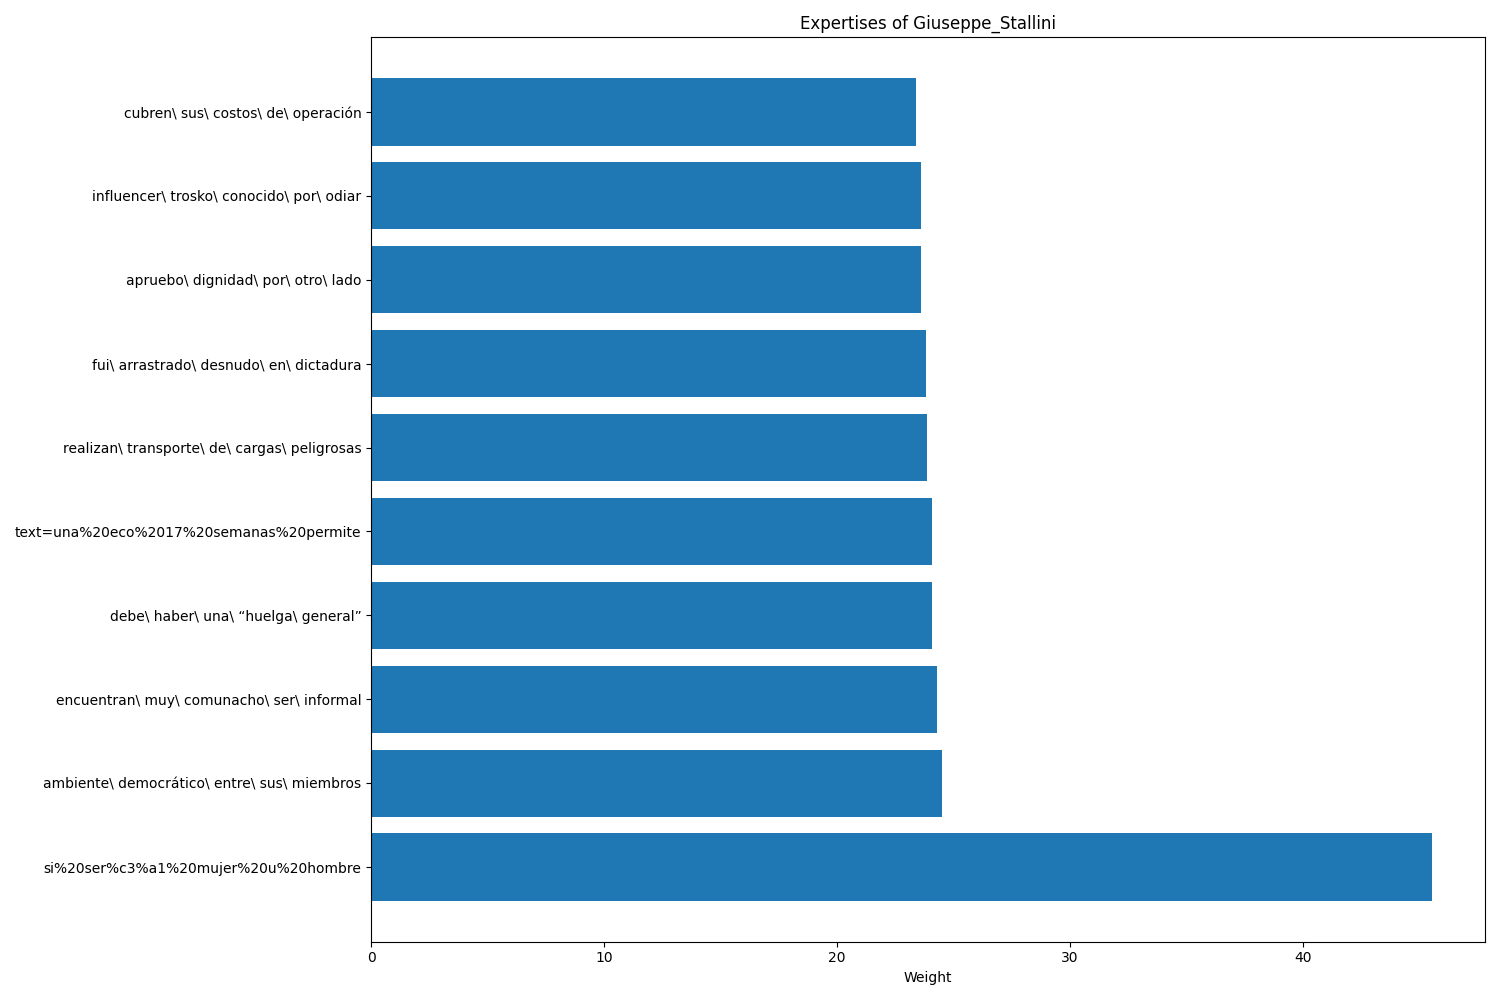 Expertises of Giuseppe_Stallini
cubren\ sus\ costos\ de\ operación
influencer\ trosko\ conocido\ por\ odiar
apruebo\ dignidad\ por\ otro\ lado
fui\ arrastrado\ desnudo\ en\ dictadura
realizan\ transporte\ de\ cargas\ peligrosas
text=una%20eco%2017%20semanas%20permite
debe\ haber\ una\ “huelga\ general”
encuentran\ muy\ comunacho\ ser\ informal
ambiente\ democrático\ entre\ sus\ miembros
si%20ser%c3%a1%20mujer%20u%20hombre
0 10 20 30 40
Weight